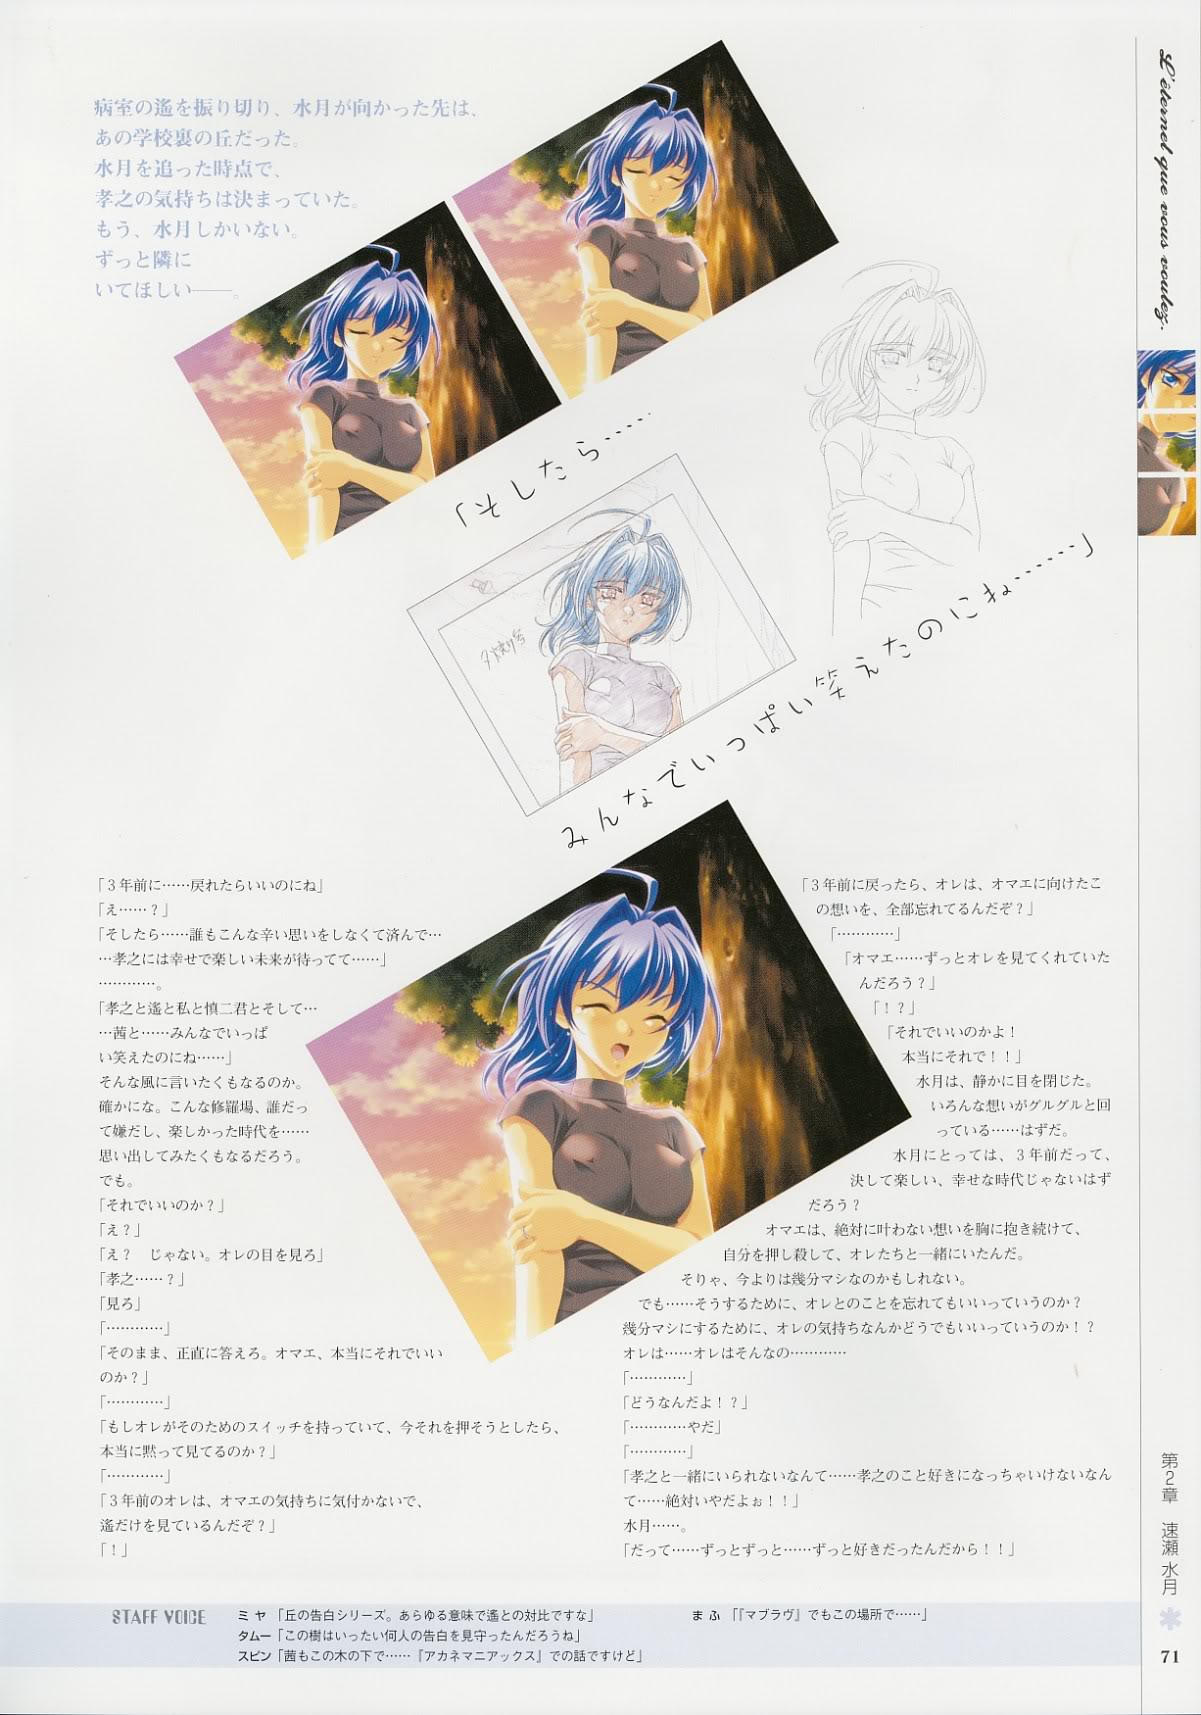 病室の遙を振り切り、水月が向かった先は、
あの学校裏の丘だった。
水月を追った時点で、
孝之の気持ちは決まっていた。
もう、水月しかいない。
ずっと隣に
いてほしい――。
L'éternel que vous voulez.
「そしたら……
みんなでいっぱい笑えたのにね……」
夕焼け
「３年前に……戻れたらいいのにね」
「え……？」
「そしたら……誰もこんな辛い思いをしなくて済んで…
…孝之には幸せで楽しい未来が待ってて……」
…………。
「孝之と遙と私と慎二君とそして…
…茜と……みんなでいっぱ
い笑えたのにね……」
そんな風に言いたくもなるのか。
確かにな。こんな修羅場、誰だっ
て嫌だし、楽しかった時代を……
思い出してみたくもなるだろう。
でも。
「それでいいのか？」
「え？」
「え？　じゃない。オレの目を見ろ」
「孝之……？」
「見ろ」
「…………」
「そのまま、正直に答えろ。オマエ、本当にそれでいい
のか？」
「…………」
「もしオレがそのためのスイッチを持っていて、今それを押そうとしたら、
本当に黙って見てるのか？」
「…………」
「３年前のオレは、オマエの気持ちに気付かないで、
遙だけを見ているんだぞ？」
「！」
「３年前に戻ったら、オレは、オマエに向けたこ
の想いを、全部忘れてるんだぞ？」
「…………」
「オマエ……ずっとオレを見てくれていた
んだろう？」
「！？」
「それでいいのかよ！
本当にそれで！！」
水月は、静かに目を閉じた。
いろんな想いがグルグルと回
っている……はずだ。
水月にとっては、３年前だって、
決して楽しい、幸せな時代じゃないはず
だろう？
オマエは、絶対に叶わない想いを胸に抱き続けて、
自分を押し殺して、オレたちと一緒にいたんだ。
そりゃ、今よりは幾分マシなのかもしれない。
でも……そうするために、オレとのことを忘れてもいいっていうのか？
幾分マシにするために、オレの気持ちなんかどうでもいいっていうのか！？
オレは……オレはそんなの…………
「…………」
「どうなんだよ！？」
「…………やだ」
「…………」
「孝之と一緒にいられないなんて……孝之のこと好きになっちゃいけないなん
て……絶対いやだよぉ！！」
水月……。
「だって……ずっとずっと……ずっと好きだったんだから！！」
STAFF VOICE
ミヤ「丘の告白シリーズ。あらゆる意味で遙との対比ですな」
タムー「この樹はいったい何人の告白を見守ったんだろうね」
スピン「茜もこの木の下で……『アカネマニアックス』での話ですけど」
まふ「『マブラヴ』でもこの場所で……」
第2章　速瀬 水月
71